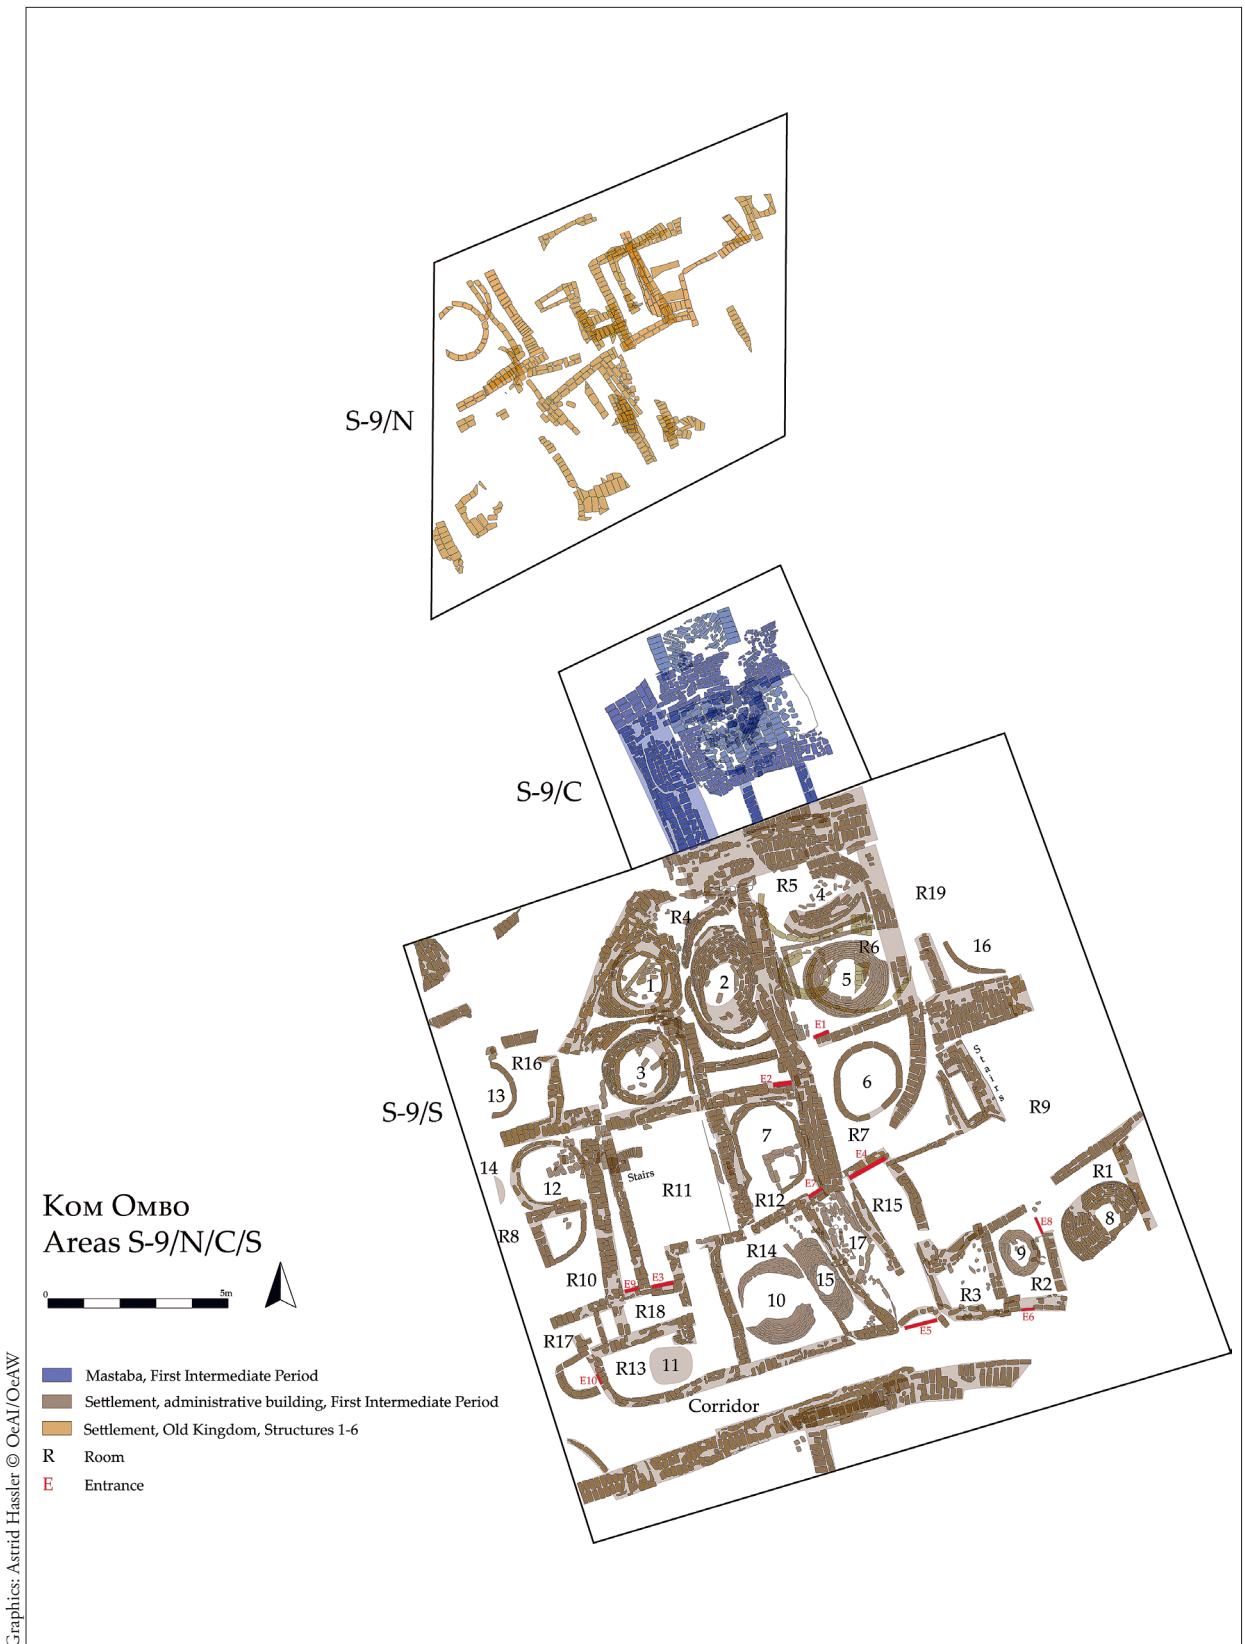 S-9/N
S-9/C
R5
4
R19
R4
R6
16
1
2
5
E1
Stairs
R16
3
E2
6
13
S-9/S
R9
7
R7
E4
R1
14
12
Stairs
R11
E7
R12
R15
8
Kom Ombo
Areas S-9/N/C/S
R8
17
E8
R14
9
R10
E9
E3
15
R2
0
5m
10
R3
R18
E6
E5
R17
R13
11
E10
Corridor
Mastaba, First Intermediate Period
Settlement, administrative building, First Intermediate Period
Settlement, Old Kingdom, Structures 1-6
R Room
E Entrance
Graphics: Astrid Hassler © OeAI/OeAW